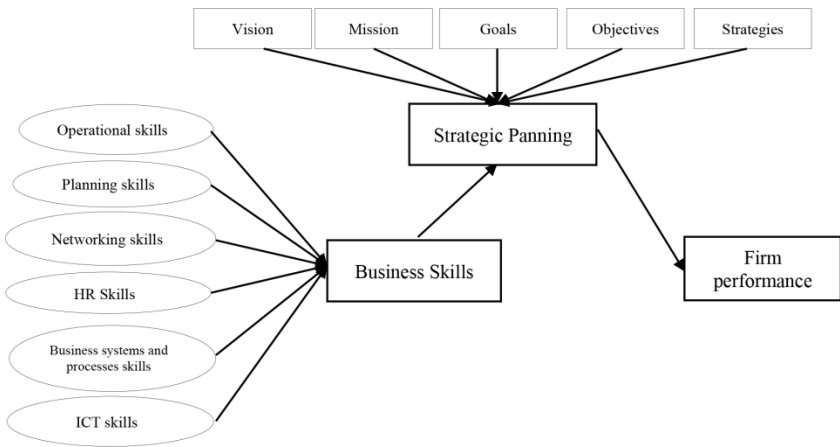 Vision
Mission
Goals
Objectives
Strategies
Strategic Panning
Operational skills
Planning skills
Networking skills
HR Skills
Business systems and
processes skills
ICT skills
Business Skills
Firm
performance